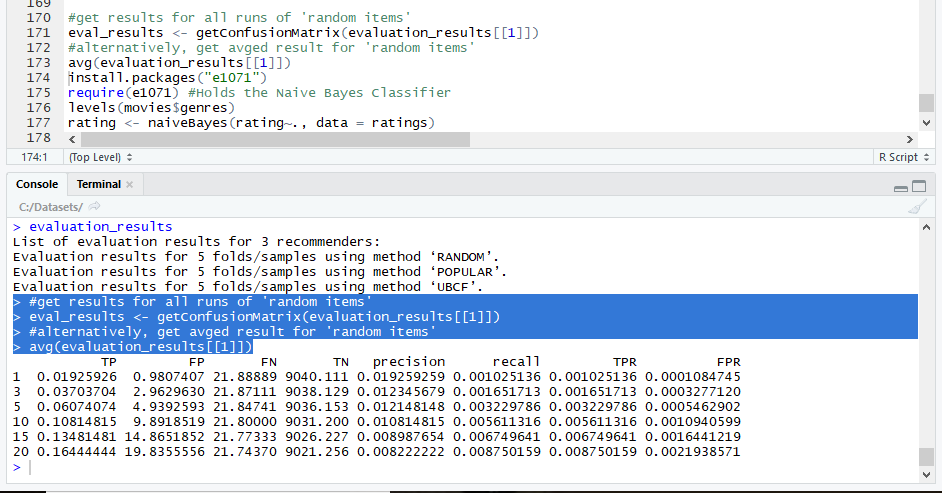 169
170 #get results for all runs of 'random items'
171 eval_results <- getConfusionMatrix(evaluation_results[[1]])
172 #alternatively, get avged result for 'random items'
173 avg(evaluation_results[[1]])
174 install.packages("e1071")
175 require(e1071) #Holds the Naive Bayes Classifier
176 levels(movies$genres)
177 rating <- naiveBayes(rating~., data = ratings)
178
174:1 (Top Level) R Script
Console Terminal
C:/Datasets/
> evaluation_results
List of evaluation results for 3 recommenders:
Evaluation results for 5 folds/samples using method ‘RANDOM’.
Evaluation results for 5 folds/samples using method ‘POPULAR’.
Evaluation results for 5 folds/samples using method ‘UBCF’.
> #get results for all runs of 'random items'
> eval_results <- getConfusionMatrix(evaluation_results[[1]])
> #alternatively, get avged result for 'random items'
> avg(evaluation_results[[1]])
TP FP FN TN precision recall TPR FPR
1 0.01925926 0.9807407 21.88889 9040.111 0.019259259 0.001025136 0.001025136 0.0001084745
3 0.03703704 2.9629630 21.87111 9038.129 0.012345679 0.001651713 0.001651713 0.0003277120
5 0.06074074 4.9392593 21.84741 9036.153 0.012148148 0.003229786 0.003229786 0.0005462902
10 0.10814815 9.8918519 21.80000 9031.200 0.010814815 0.005611316 0.005611316 0.0010940599
15 0.13481481 14.8651852 21.77333 9026.227 0.008987654 0.006749641 0.006749641 0.0016441219
20 0.16444444 19.8355556 21.74370 9021.256 0.008222222 0.008750159 0.008750159 0.0021938571
>